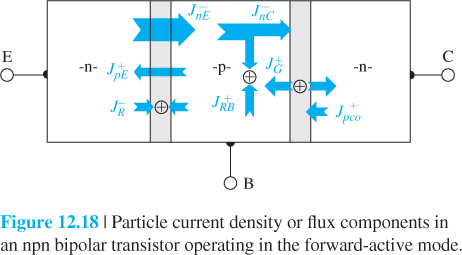 J⁻nE
J⁻nC
E
-n-
J⁺pE
-p-
J⁺G
-n-
C
J⁻R
J⁺RB
J⁺pco
B
Figure 12.18 | Particle current density or flux components in
an npn bipolar transistor operating in the forward-active mode.